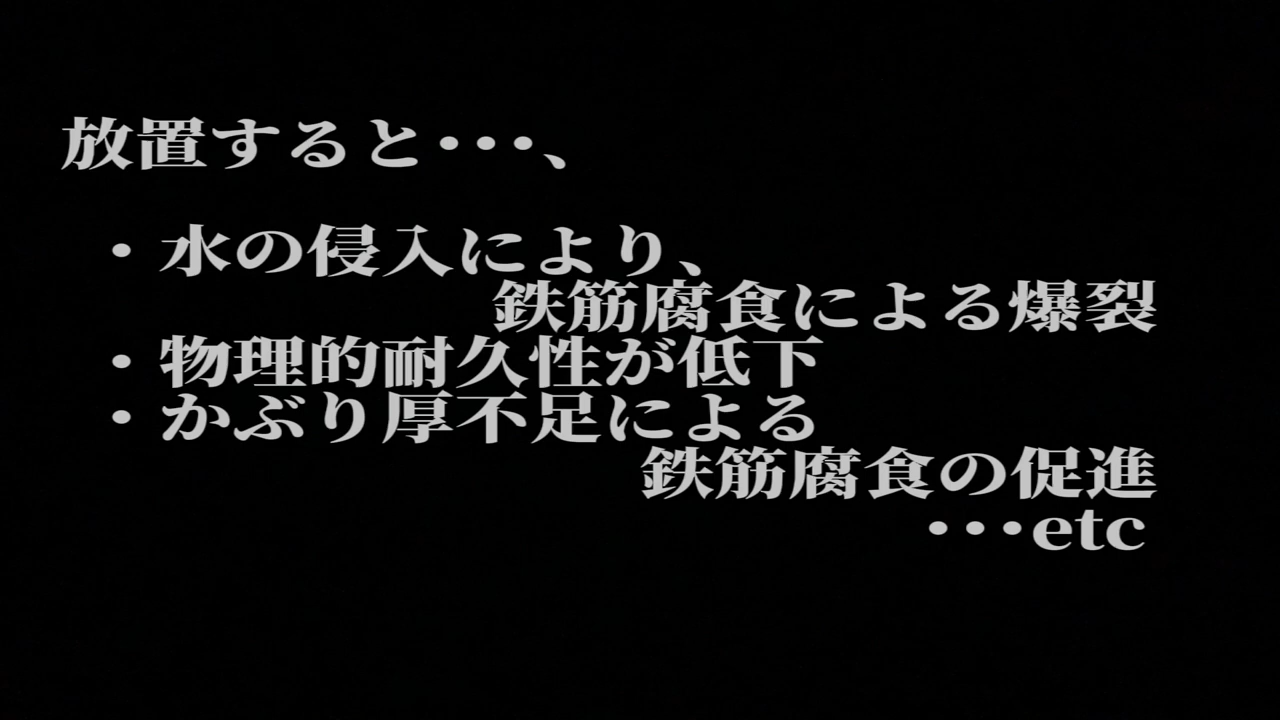 放置すると･･･、
・水の侵入により、
鉄筋腐食による爆裂
・物理的耐久性が低下
・かぶり厚不足による
鉄筋腐食の促進
･･･etc